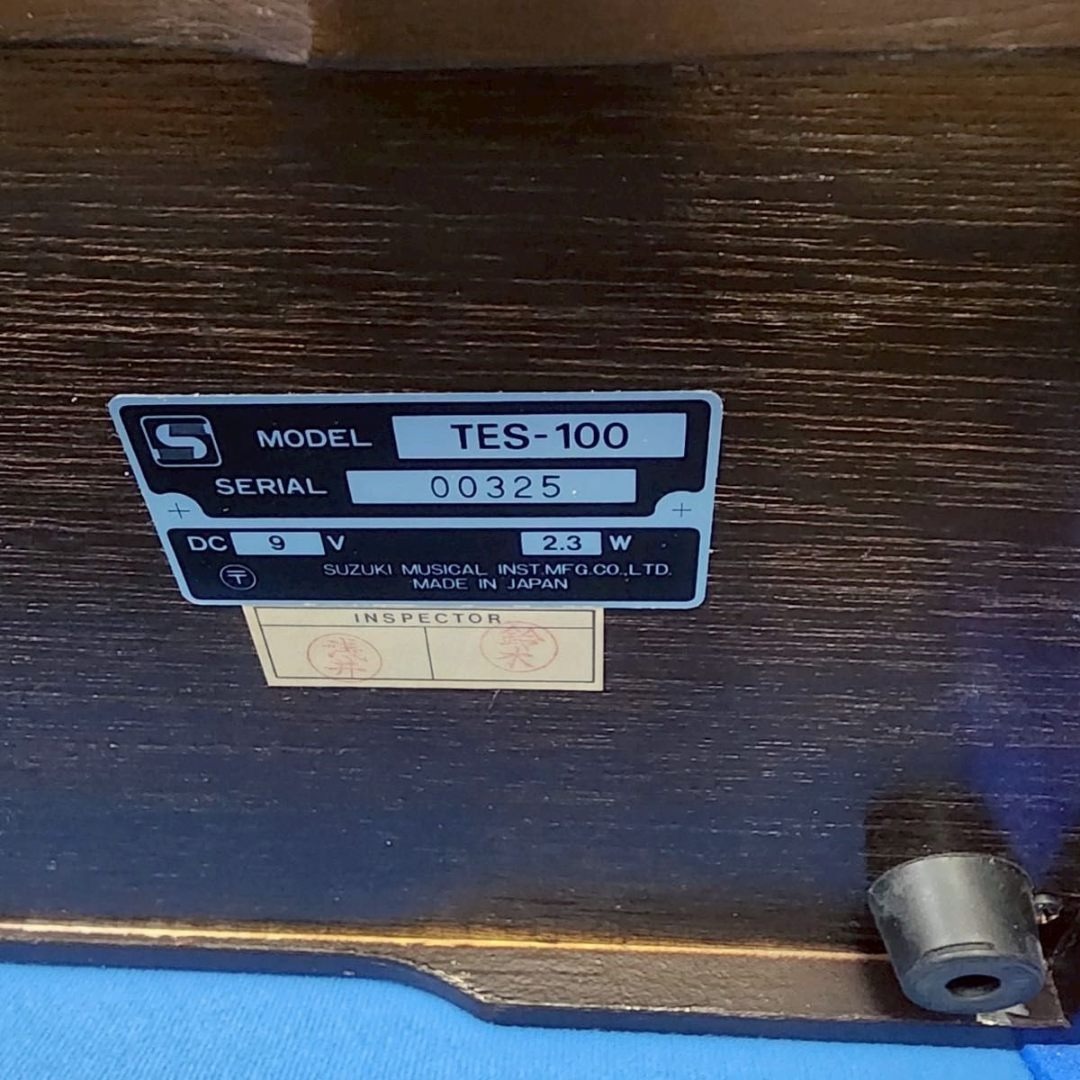 S MODEL TES-100
SERIAL 00325
DC 9 V 2.3 W
〒 SUZUKI MUSICAL INST.MFG.CO.,LTD.
MADE IN JAPAN
INSPECTOR
浅井 鈴木